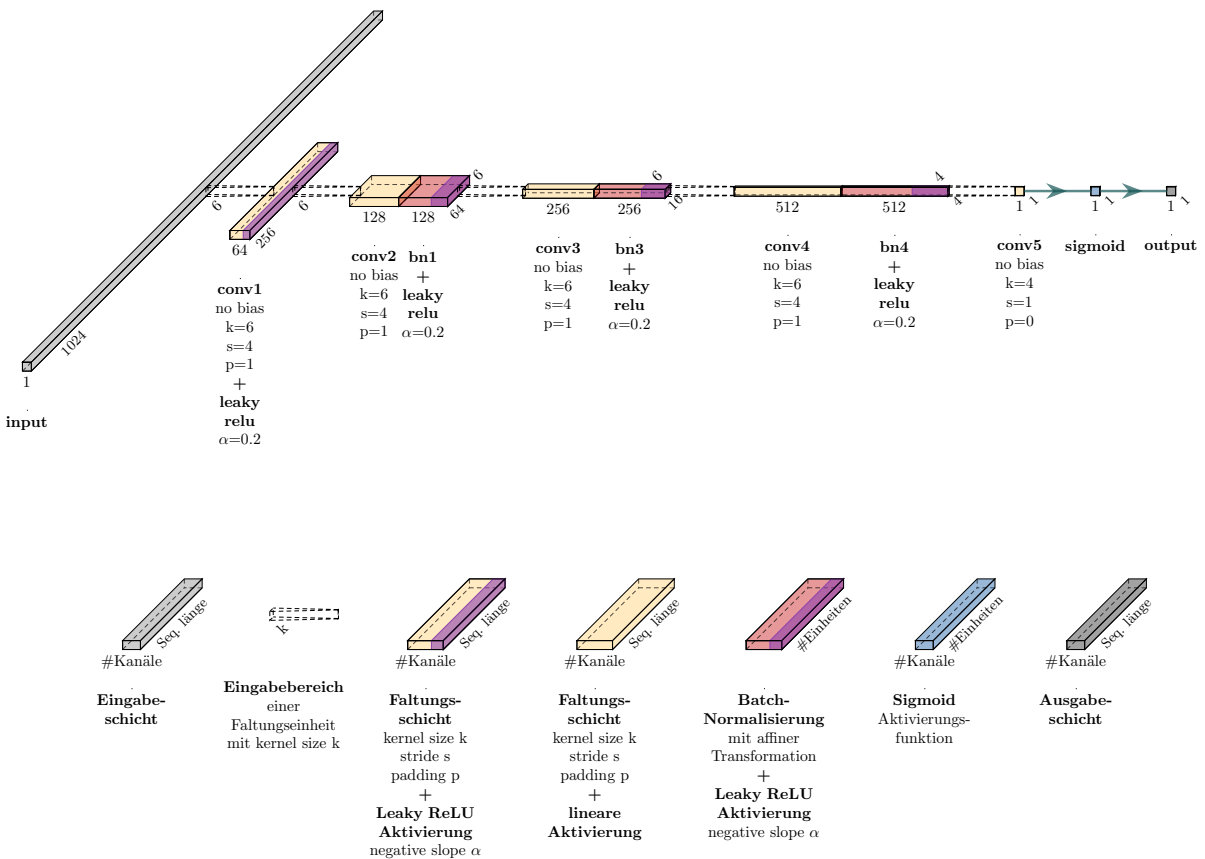 1
1024
input
6
64
256
conv1
no bias
k=6
s=4
p=1
+
leaky
relu
α=0.2
6
128
conv2
no bias
k=6
s=4
p=1
128
64
bn1
+
leaky
relu
α=0.2
6
256
conv3
no bias
k=6
s=4
p=1
256
16
bn3
+
leaky
relu
α=0.2
6
512
conv4
no bias
k=6
s=4
p=1
512
4
bn4
+
leaky
relu
α=0.2
4
1
1
conv5
no bias
k=4
s=1
p=0
1
1
sigmoid
1
1
output
#Kanäle
Seq. länge
Eingabe-
schicht
k
Eingabebereich
einer
Faltungseinheit
mit kernel size k
#Kanäle
Seq. länge
Faltungs-
schicht
kernel size k
stride s
padding p
+
Leaky ReLU
Aktivierung
negative slope α
#Kanäle
Seq. länge
Faltungs-
schicht
kernel size k
stride s
padding p
+
lineare
Aktivierung
#Einheiten
Batch-
Normalisierung
mit affiner
Transformation
+
Leaky ReLU
Aktivierung
negative slope α
#Kanäle
#Einheiten
Sigmoid
Aktivierungs-
funktion
#Kanäle
Seq. länge
Ausgabe-
schicht